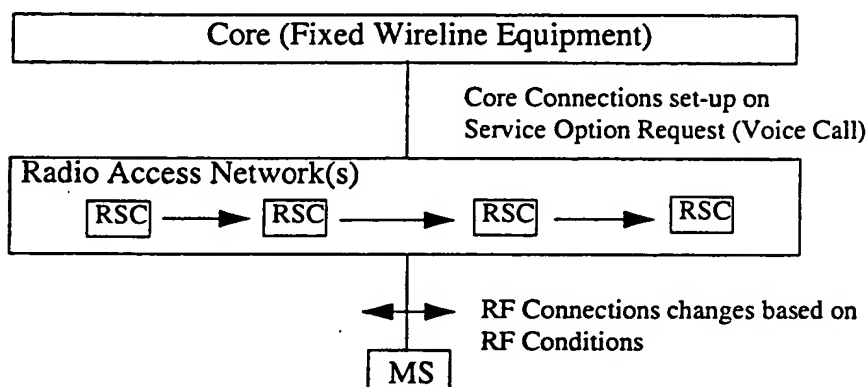 Core (Fixed Wireline Equipment)
Core Connections set-up on
Service Option Request (Voice Call)
Radio Access Network(s)
RSC RSC RSC RSC
RF Connections changes based on
RF Conditions
MS